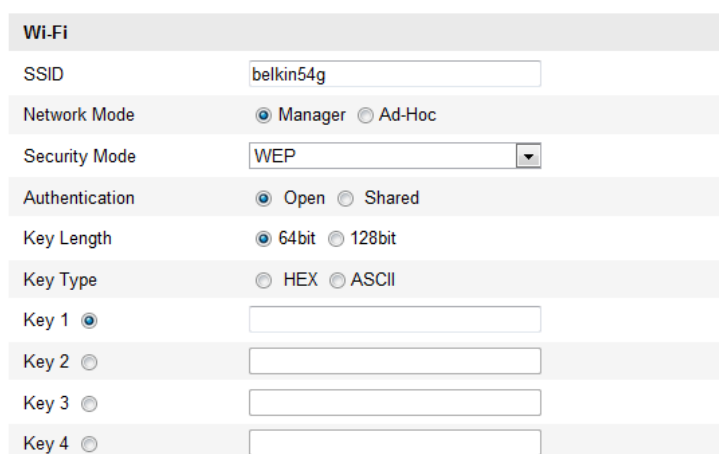 Wi-Fi
SSID belkin54g
Network Mode Manager Ad-Hoc
Security Mode WEP
Authentication Open Shared
Key Length 64bit 128bit
Key Type HEX ASCII
Key 1
Key 2
Key 3
Key 4